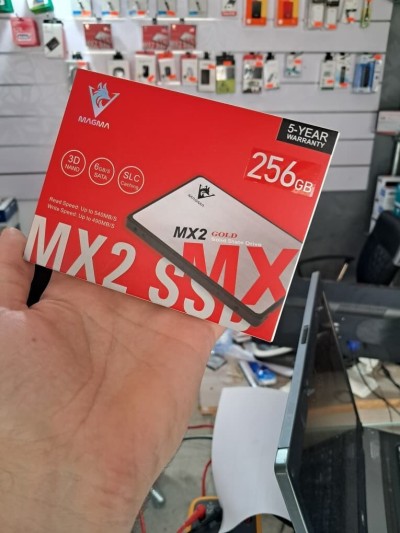 MAGMA
5-YEAR
WARRANTY
256GB
3D
NAND
6GB/S
SATA
SLC
Caching
Read Speed: Up to 540MB/S
Write Speed: Up to 490MB/S
MX2 GOLD
Solid State Drive
MX2 SSD
MX